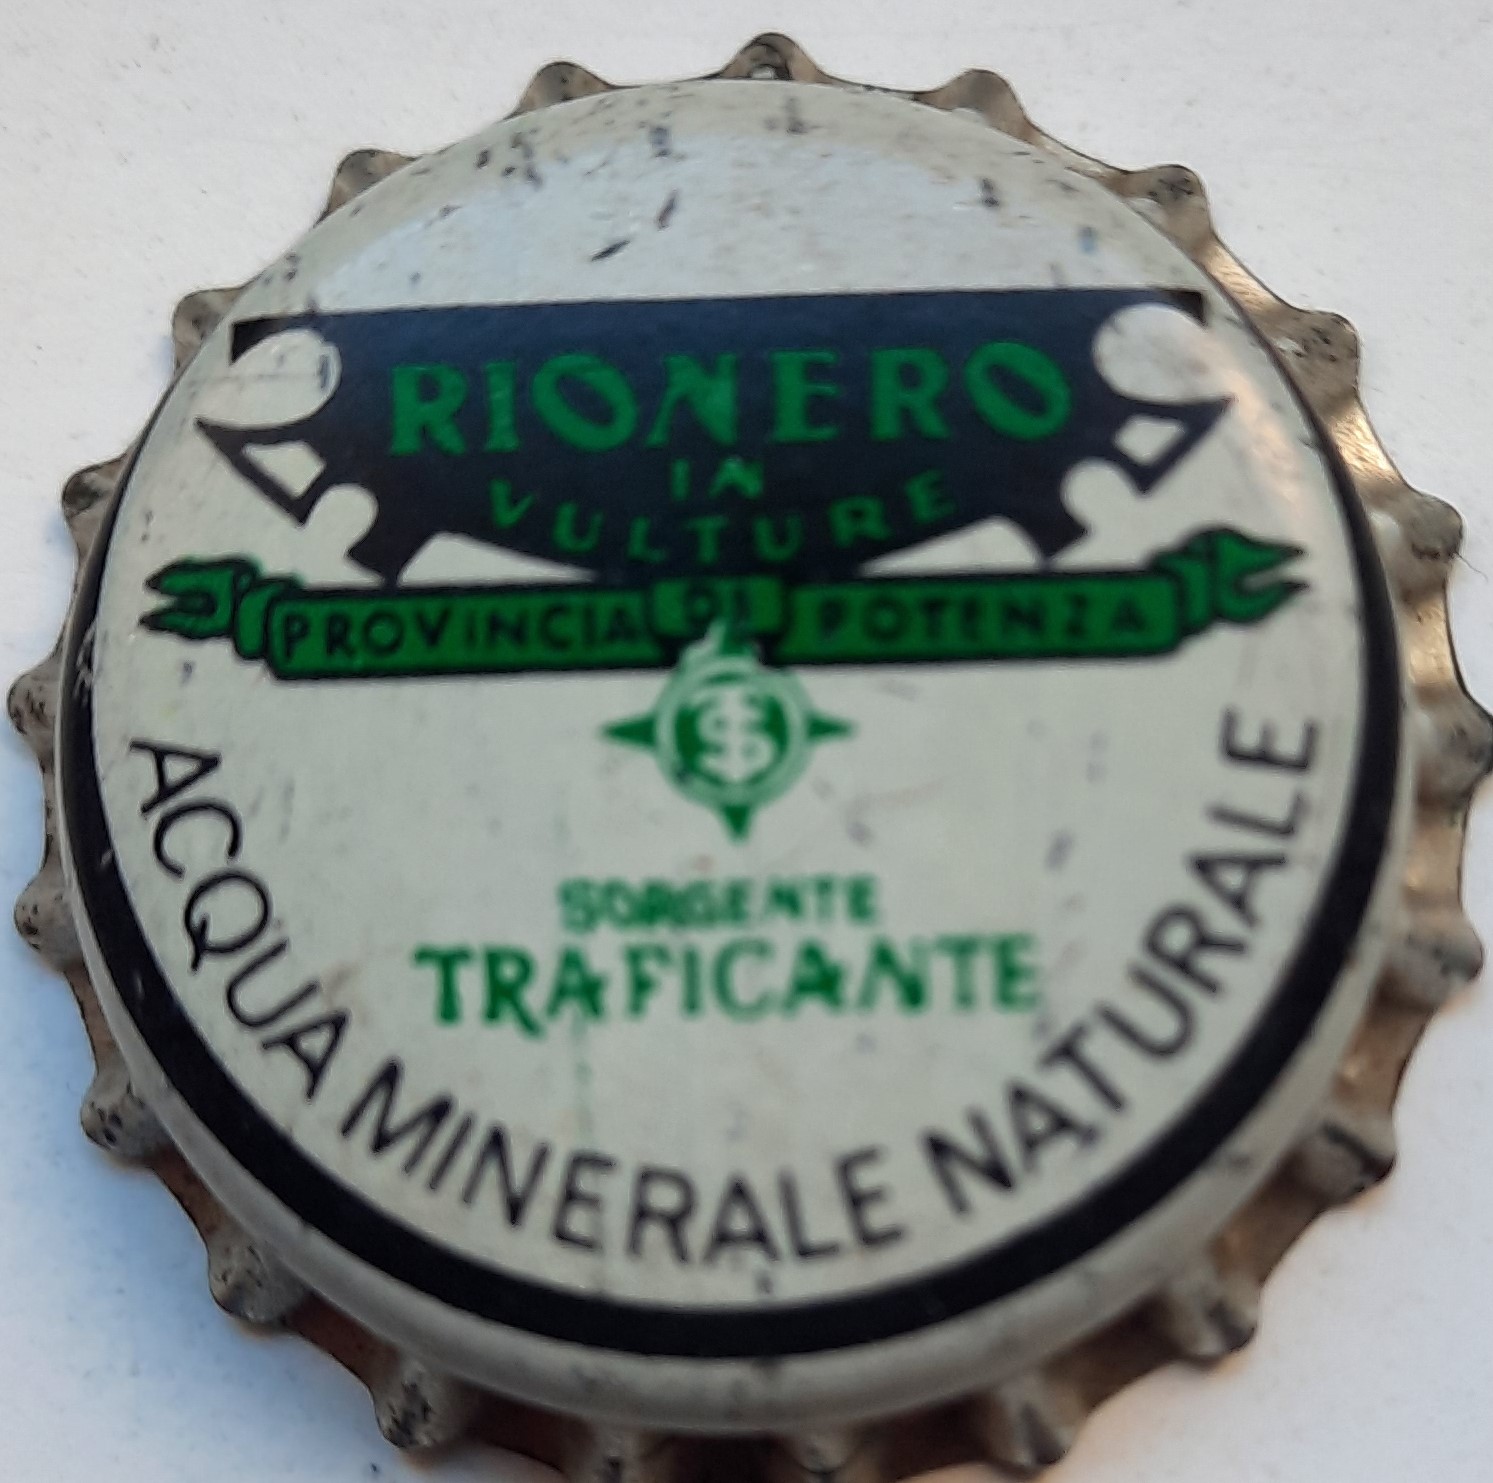 RIONERO
IN
VULTURE
PROVINCIA DI POTENZA
SORGENTE
TRAFICANTE
ACQUA MINERALE NATURALE